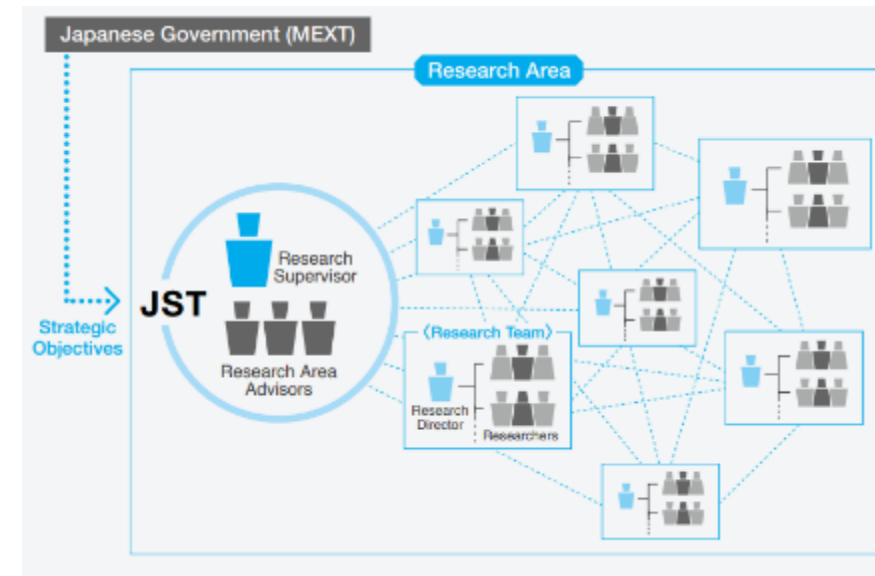 Japanese Government (MEXT)
Research Area
Research
Supervisor
JST
Strategic
Objectives
Research Area
Advisors
〈Research Team〉
Research
Director
Researchers